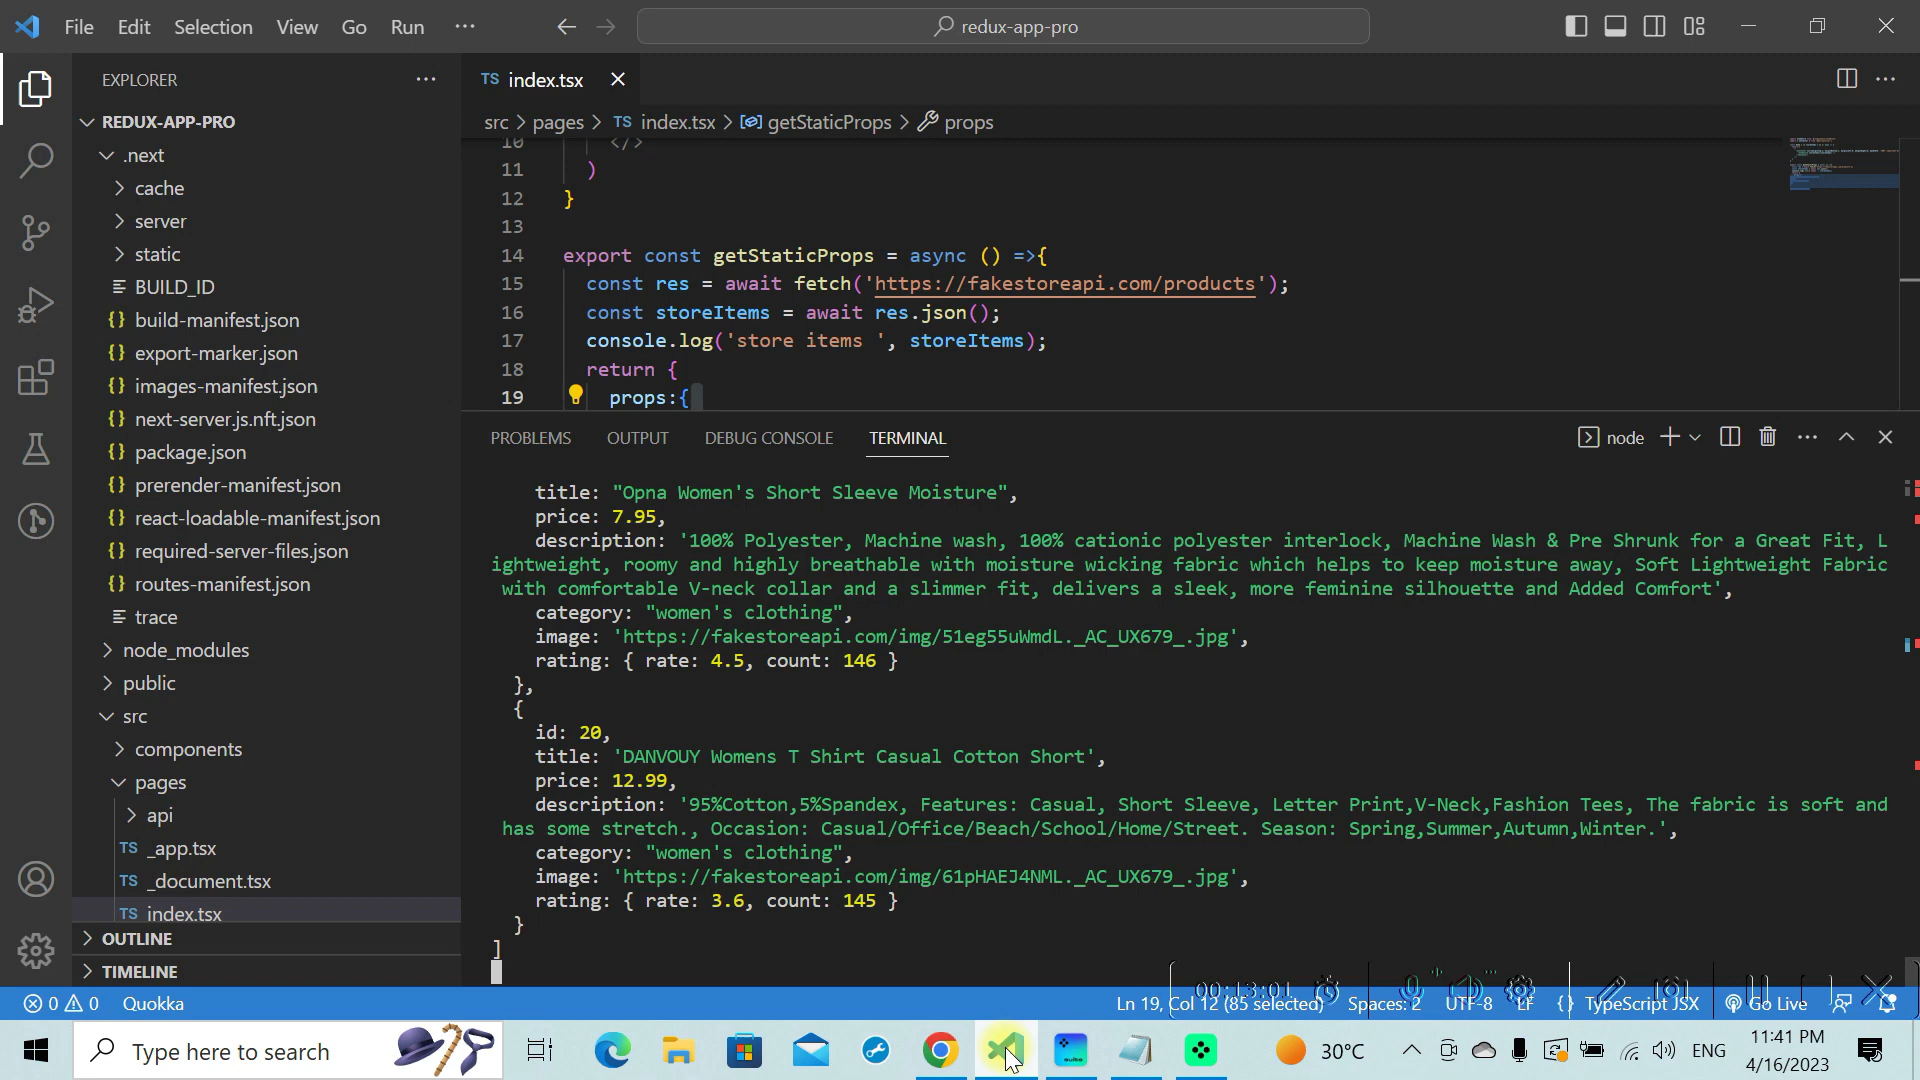 File Edit Selection View Go Run ···
redux-app-pro
EXPLORER
REDUX-APP-PRO
.next
cache
server
static
BUILD_ID
build-manifest.json
export-marker.json
images-manifest.json
next-server.js.nft.json
package.json
prerender-manifest.json
react-loadable-manifest.json
required-server-files.json
routes-manifest.json
trace
node_modules
public
src
components
pages
api
TS _app.tsx
TS _document.tsx
TS index.tsx
OUTLINE
TIMELINE
TS index.tsx
src > pages > TS index.tsx > getStaticProps > props
10 </>
11 )
12 }
13
14 export const getStaticProps = async () =>{
15 const res = await fetch('https://fakestoreapi.com/products');
16 const storeItems = await res.json();
17 console.log('store items ', storeItems);
18 return {
19 props:{
PROBLEMS OUTPUT DEBUG CONSOLE TERMINAL
node
title: "Opna Women's Short Sleeve Moisture",
price: 7.95,
description: '100% Polyester, Machine wash, 100% cationic polyester interlock, Machine Wash & Pre Shrunk for a Great Fit, L
ightweight, roomy and highly breathable with moisture wicking fabric which helps to keep moisture away, Soft Lightweight Fabric
with comfortable V-neck collar and a slimmer fit, delivers a sleek, more feminine silhouette and Added Comfort',
category: "women's clothing",
image: 'https://fakestoreapi.com/img/51eg55uWmdL._AC_UX679_.jpg',
rating: { rate: 4.5, count: 146 }
},
{
id: 20,
title: 'DANVOUY Womens T Shirt Casual Cotton Short',
price: 12.99,
description: '95%Cotton,5%Spandex, Features: Casual, Short Sleeve, Letter Print,V-Neck,Fashion Tees, The fabric is soft and
has some stretch., Occasion: Casual/Office/Beach/School/Home/Street. Season: Spring,Summer,Autumn,Winter.',
category: "women's clothing",
image: 'https://fakestoreapi.com/img/61pHAEJ4NML._AC_UX679_.jpg',
rating: { rate: 3.6, count: 145 }
}
]
00:13:01
0 0 Quokka
Ln 19, Col 12 (85 selected) Spaces: 2 UTF-8 LF {} TypeScript JSX Go Live
Type here to search
30°C
ENG
11:41 PM
4/16/2023